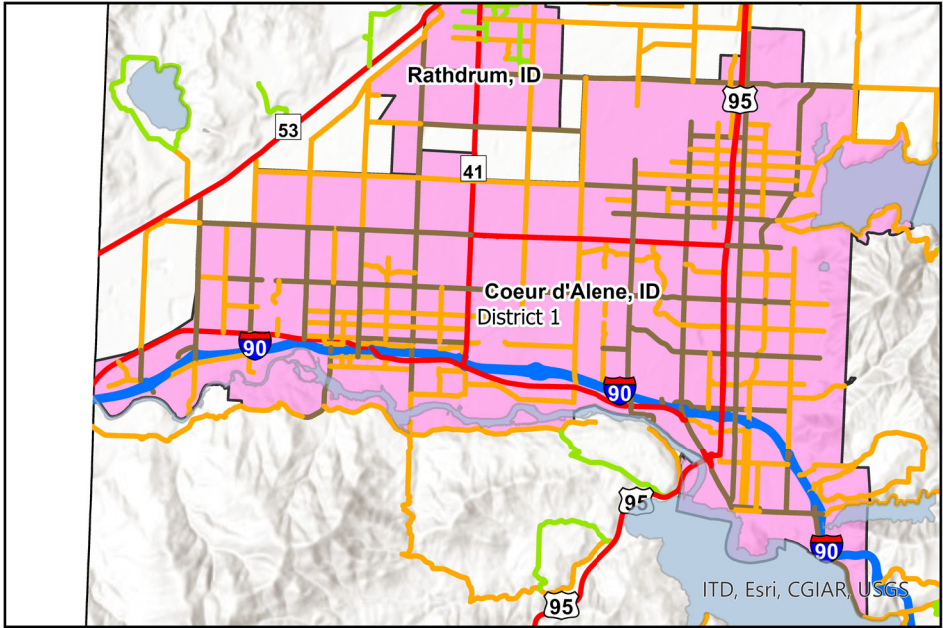 Rathdrum, ID
95
53
41
Coeur d'Alene, ID
District 1
90
90
95
90
95
ITD, Esri, CGIAR, USGS